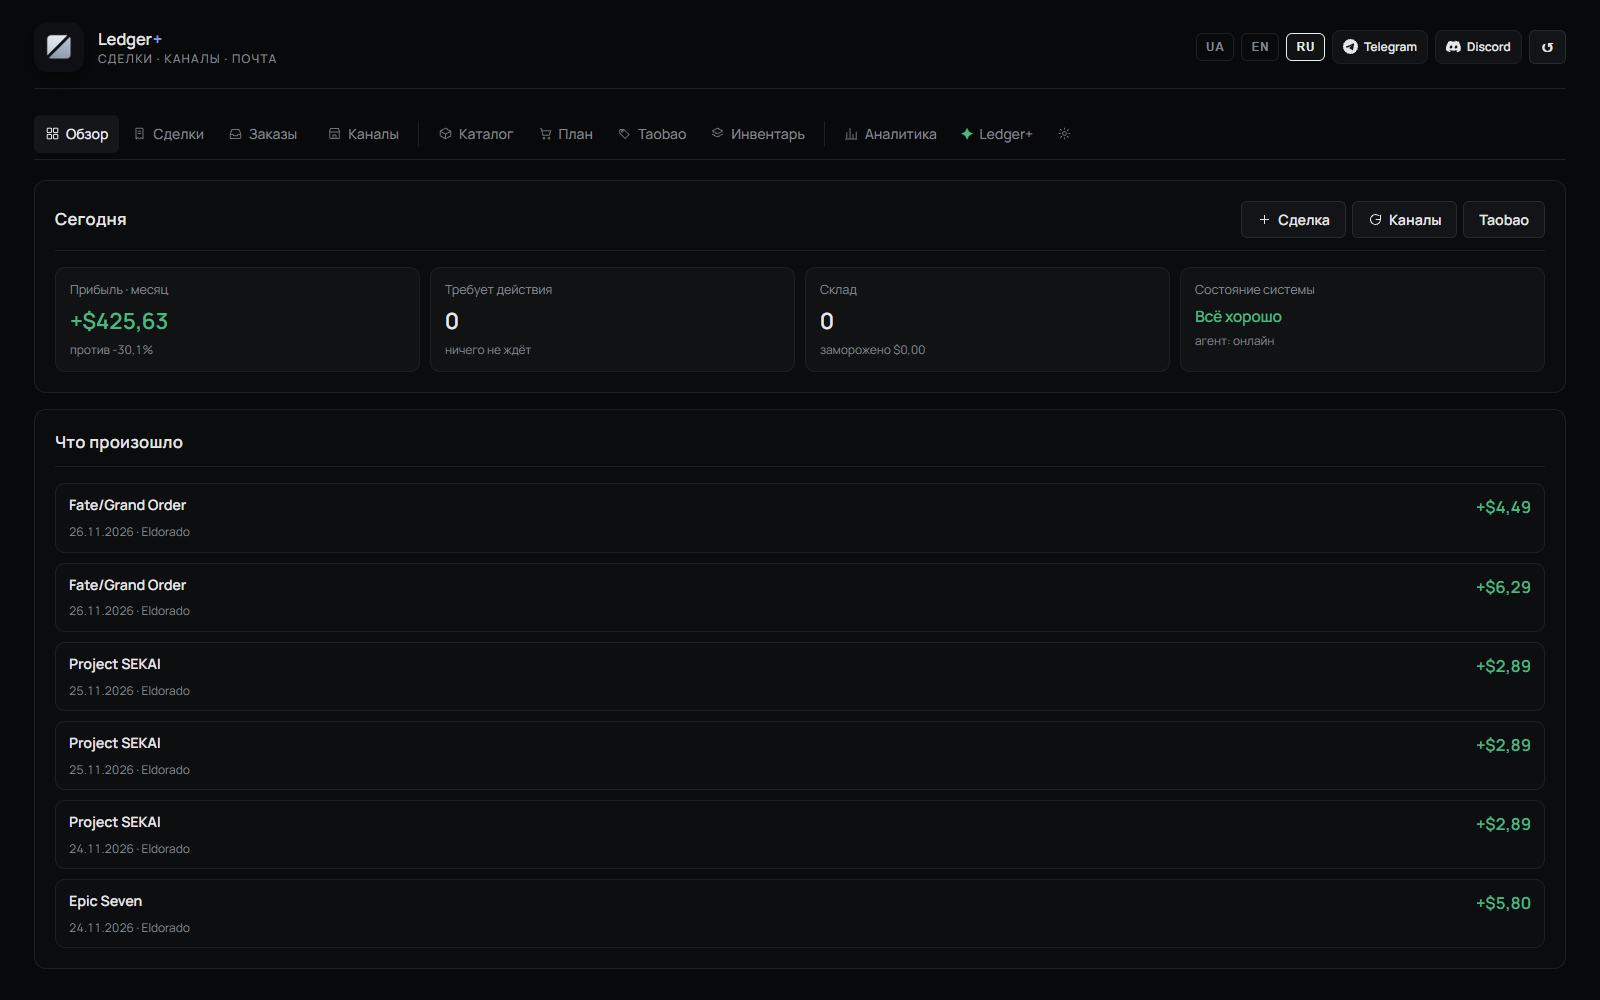 Ledger+
СДЕЛКИ · КАНАЛЫ · ПОЧТА
UA EN RU Telegram Discord
Обзор Сделки Заказы Каналы Каталог План Taobao Инвентарь Аналитика Ledger+
Сегодня
+ Сделка Каналы Taobao
Прибыль · месяц
+$425,63
против -30,1%
Требует действия
0
ничего не ждёт
Склад
0
заморожено $0,00
Состояние системы
Всё хорошо
агент: онлайн
Что произошло
Fate/Grand Order +$4,49
26.11.2026 · Eldorado
Fate/Grand Order +$6,29
26.11.2026 · Eldorado
Project SEKAI +$2,89
25.11.2026 · Eldorado
Project SEKAI +$2,89
25.11.2026 · Eldorado
Project SEKAI +$2,89
24.11.2026 · Eldorado
Epic Seven +$5,80
24.11.2026 · Eldorado